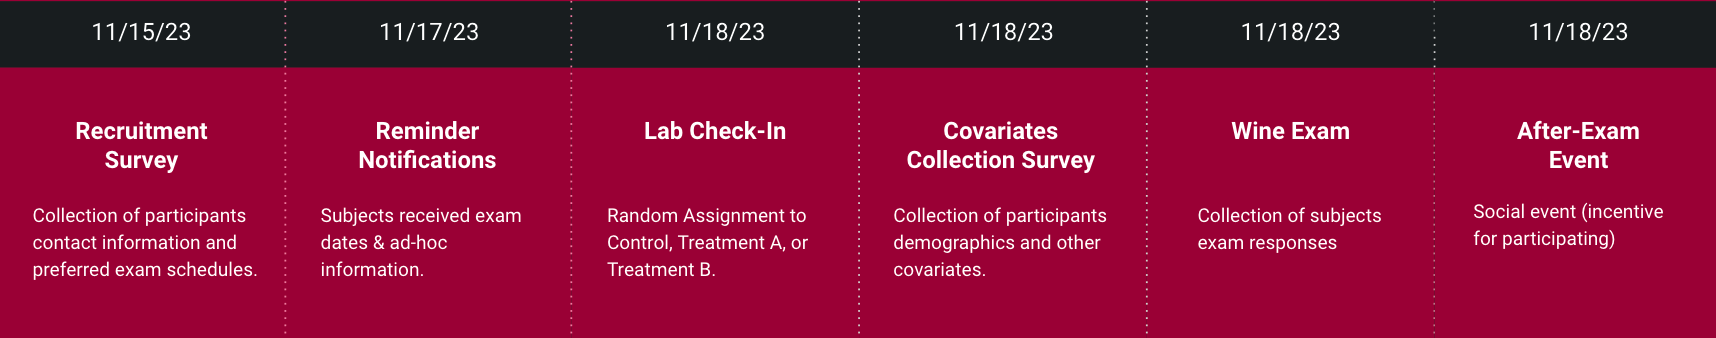 11/15/23
Recruitment
Survey
Collection of participants
contact information and
preferred exam schedules.
11/17/23
Reminder
Notifications
Subjects received exam
dates & ad-hoc
information.
11/18/23
Lab Check-In
Random Assignment to
Control, Treatment A, or
Treatment B.
11/18/23
Covariates
Collection Survey
Collection of participants
demographics and other
covariates.
11/18/23
Wine Exam
Collection of subjects
exam responses
11/18/23
After-Exam
Event
Social event (incentive
for participating)